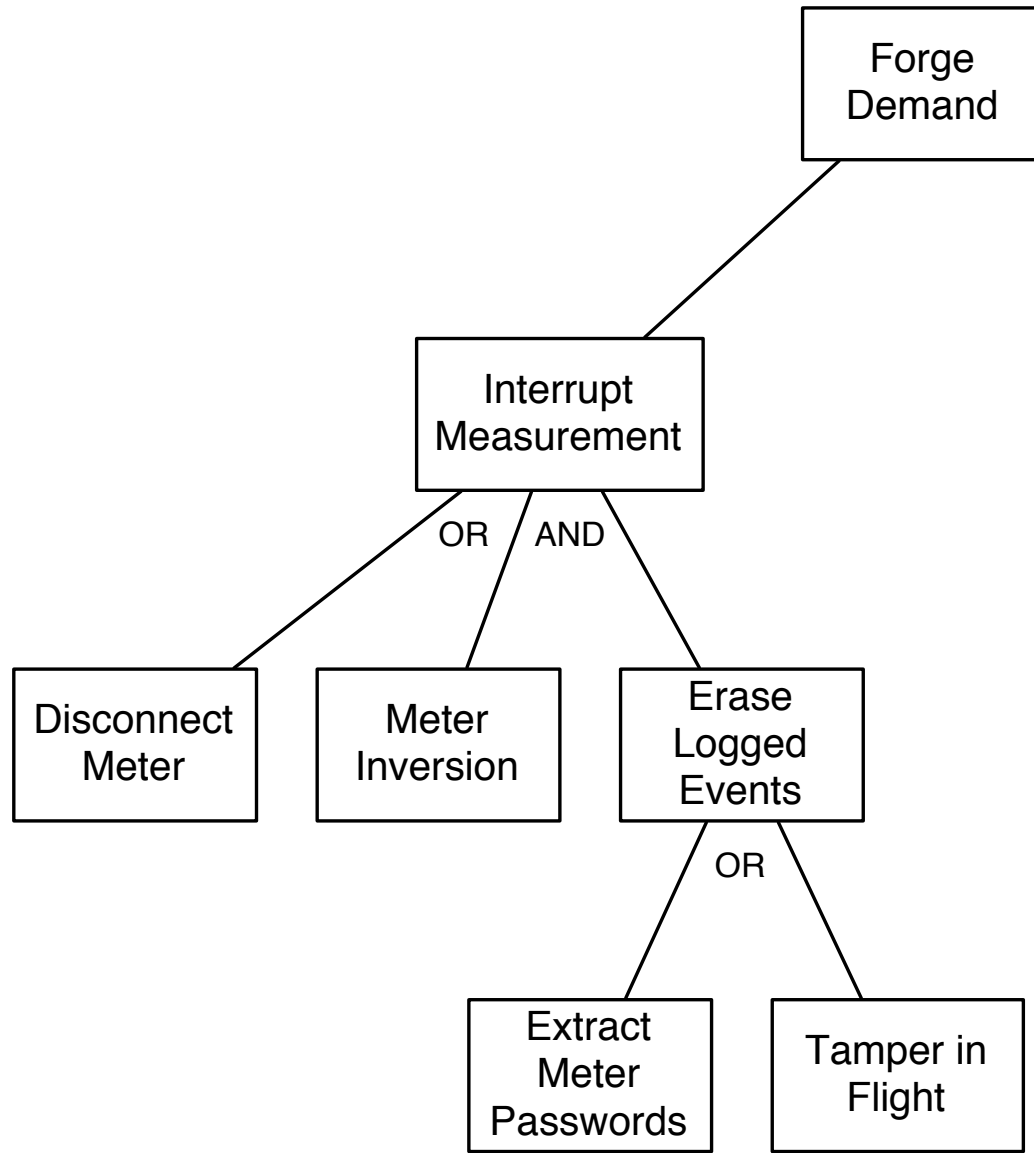 Forge
Demand
Interrupt
Measurement
OR
AND
Disconnect
Meter
Meter
Inversion
Erase
Logged
Events
OR
Extract
Meter
Passwords
Tamper in
Flight